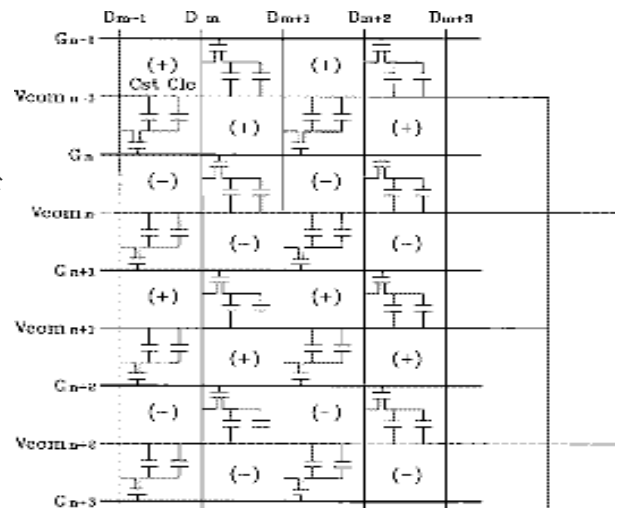 Dm-1 Dm Dm+1 Dm+2 Dm+3
Gn-1
(+) (+)
Cst Clc
Vcom n-1
(+) (+)
Gn
(-) (-)
Vcom n
(-) (-)
Gn+1
(+) (+)
Vcom n+1
(+) (+)
Gn+2
(-) (-)
Vcom n+2
(-) (-)
Gn+3